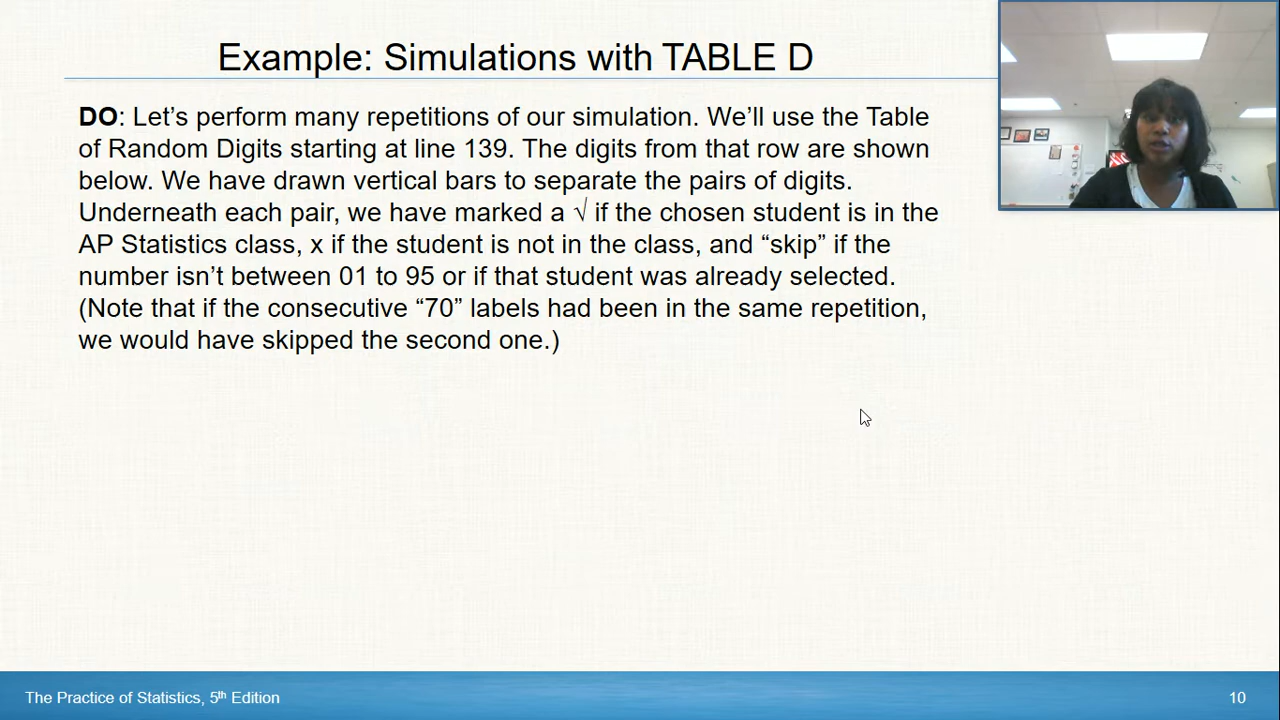 Example: Simulations with TABLE D
DO: Let’s perform many repetitions of our simulation. We’ll use the Table
of Random Digits starting at line 139. The digits from that row are shown
below. We have drawn vertical bars to separate the pairs of digits.
Underneath each pair, we have marked a √ if the chosen student is in the
AP Statistics class, x if the student is not in the class, and “skip” if the
number isn’t between 01 to 95 or if that student was already selected.
(Note that if the consecutive “70” labels had been in the same repetition,
we would have skipped the second one.)
The Practice of Statistics, 5th Edition
10